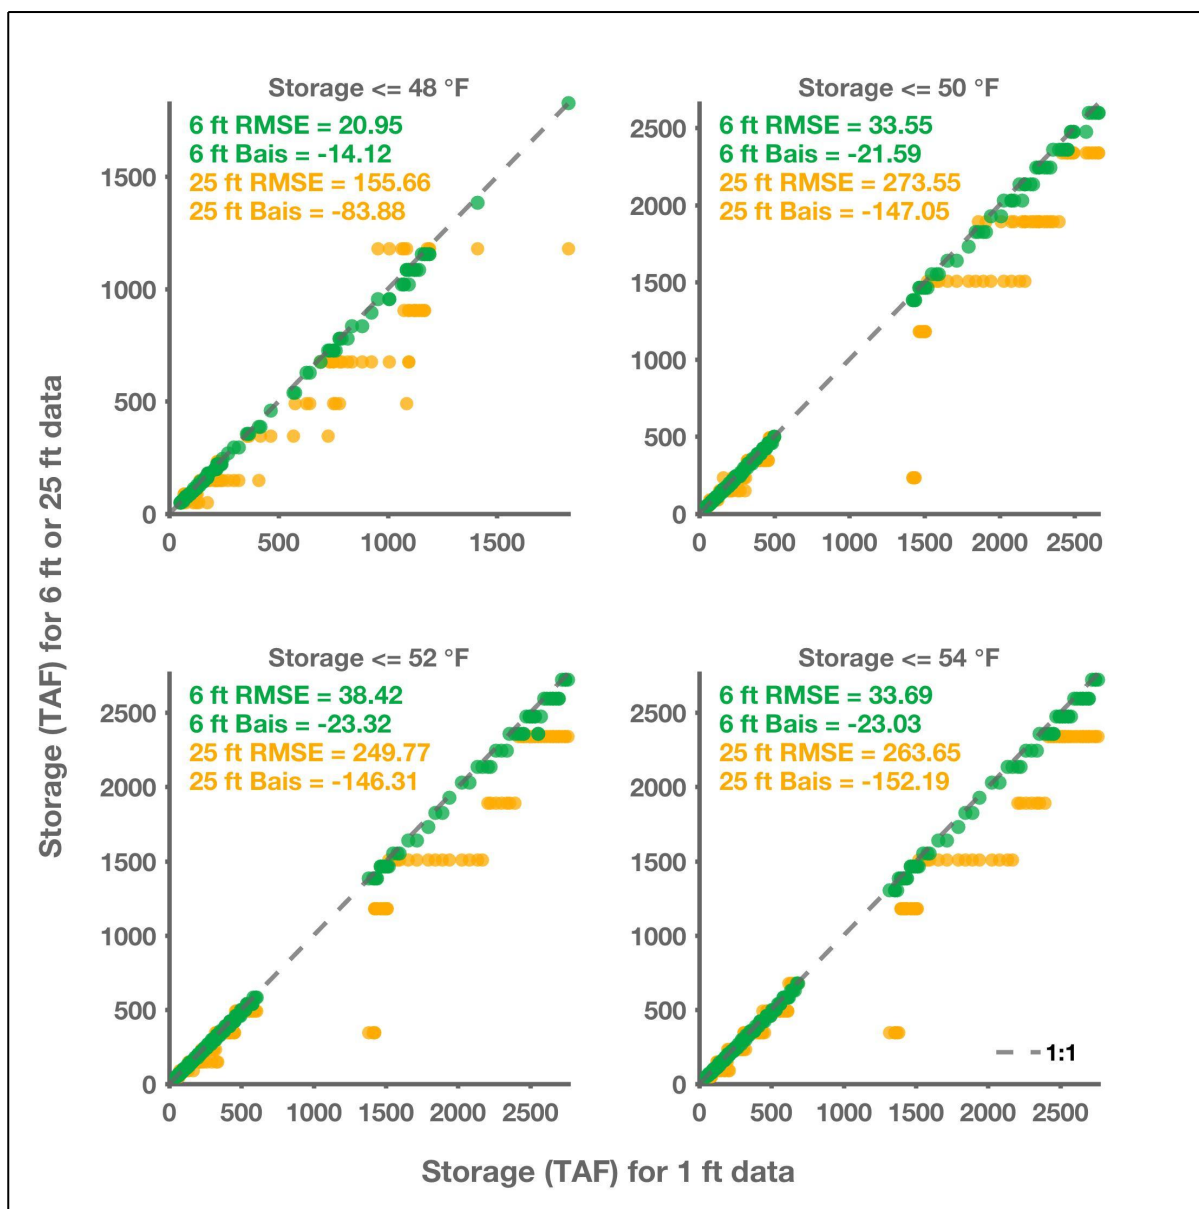 Storage <= 48 °F
6 ft RMSE = 20.95
6 ft Bais = -14.12
25 ft RMSE = 155.66
25 ft Bais = -83.88
1500
1000
500
0
0 500 1000 1500
Storage <= 50 °F
6 ft RMSE = 33.55
6 ft Bais = -21.59
25 ft RMSE = 273.55
25 ft Bais = -147.05
2500
2000
1500
1000
500
0
0 500 1000 1500 2000 2500
Storage (TAF) for 6 ft or 25 ft data
Storage <= 52 °F
6 ft RMSE = 38.42
6 ft Bais = -23.32
25 ft RMSE = 249.77
25 ft Bais = -146.31
2500
2000
1500
1000
500
0
0 500 1000 1500 2000 2500
Storage <= 54 °F
6 ft RMSE = 33.69
6 ft Bais = -23.03
25 ft RMSE = 263.65
25 ft Bais = -152.19
2500
2000
1500
1000
500
0
1:1
0 500 1000 1500 2000 2500
Storage (TAF) for 1 ft data